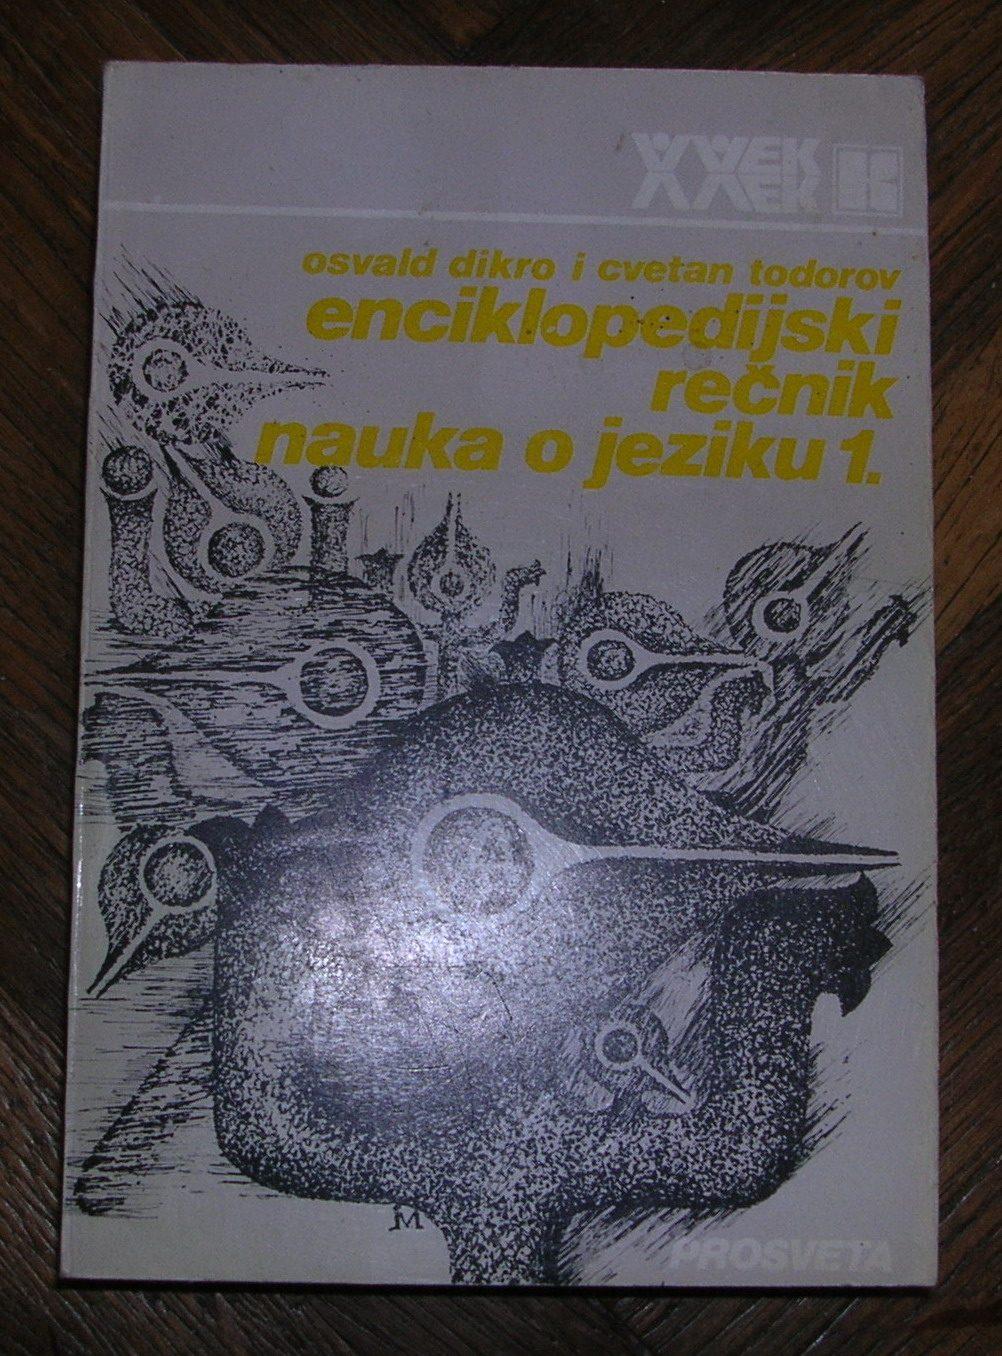 XX VEK
osvald dikro i cvetan todorov
enciklopedijski
rečnik
nauka o jeziku 1.
M
PROSVETA